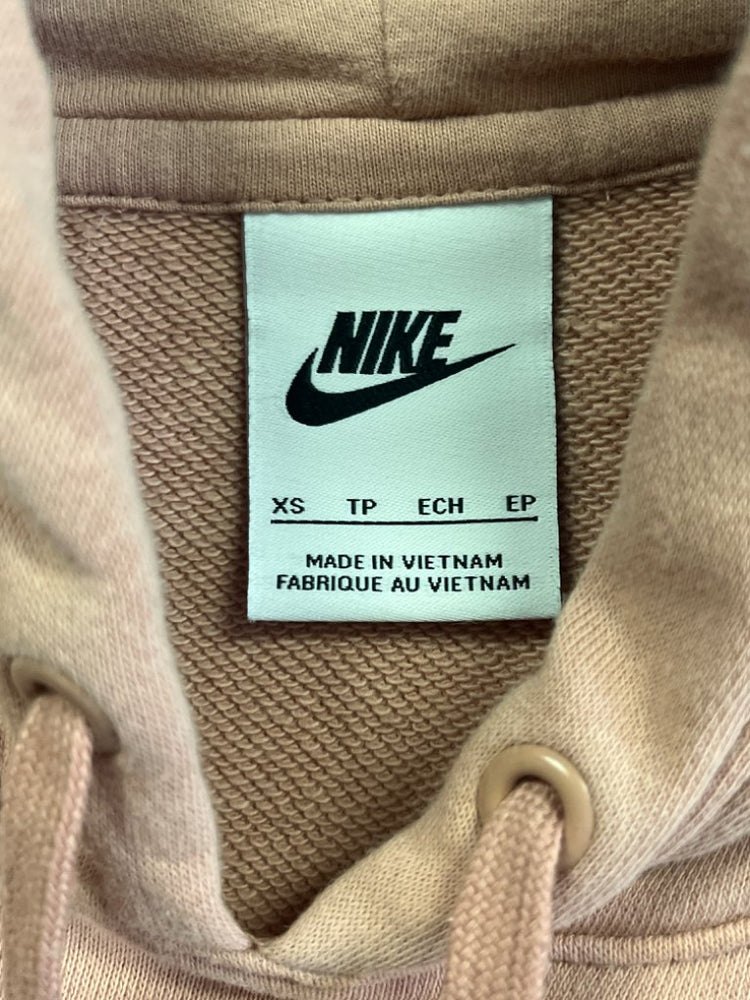 NIKE
XS TP ECH EP
MADE IN VIETNAM
FABRIQUE AU VIETNAM